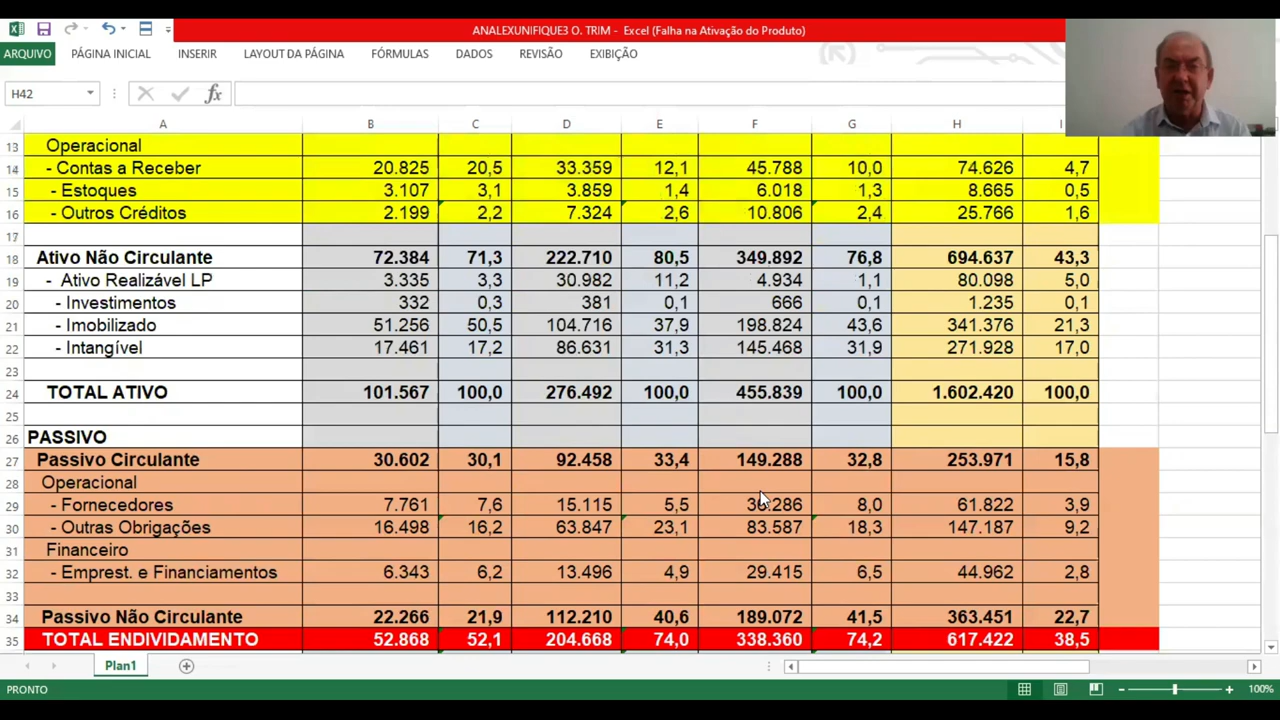 ANALEXUNIFIQUE3 O. TRIM - Excel (Falha na Ativação do Produto)
ARQUIVO PÁGINA INICIAL INSERIR LAYOUT DA PÁGINA FÓRMULAS DADOS REVISÃO EXIBIÇÃO
H42 fx
A B C D E F G H I
13 Operacional
14 - Contas a Receber 20.825 20,5 33.359 12,1 45.788 10,0 74.626 4,7
15 - Estoques 3.107 3,1 3.859 1,4 6.018 1,3 8.665 0,5
16 - Outros Créditos 2.199 2,2 7.324 2,6 10.806 2,4 25.766 1,6
17
18 Ativo Não Circulante 72.384 71,3 222.710 80,5 349.892 76,8 694.637 43,3
19 - Ativo Realizável LP 3.335 3,3 30.982 11,2 4.934 1,1 80.098 5,0
20 - Investimentos 332 0,3 381 0,1 666 0,1 1.235 0,1
21 - Imobilizado 51.256 50,5 104.716 37,9 198.824 43,6 341.376 21,3
22 - Intangível 17.461 17,2 86.631 31,3 145.468 31,9 271.928 17,0
23
24 TOTAL ATIVO 101.567 100,0 276.492 100,0 455.839 100,0 1.602.420 100,0
25
26 PASSIVO
27 Passivo Circulante 30.602 30,1 92.458 33,4 149.288 32,8 253.971 15,8
28 Operacional
29 - Fornecedores 7.761 7,6 15.115 5,5 8,0 61.822 3,9
30 - Outras Obrigações 16.498 16,2 63.847 23,1 83.587 18,3 147.187 9,2
31 Financeiro
32 - Emprest. e Financiamentos 6.343 6,2 13.496 4,9 29.415 6,5 44.962 2,8
33
34 Passivo Não Circulante 22.266 21,9 112.210 40,6 189.072 41,5 363.451 22,7
35 TOTAL ENDIVIDAMENTO 52.868 52,1 204.668 74,0 338.360 74,2 617.422 38,5
Plan1
PRONTO 100%